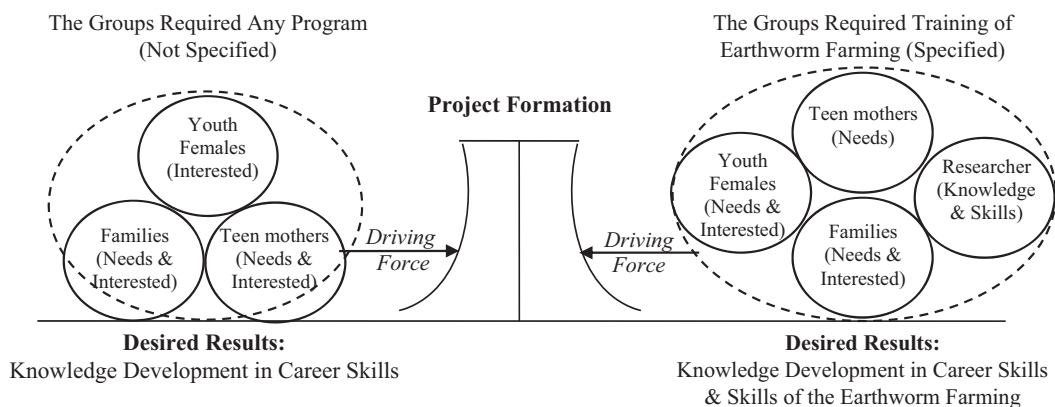 The Groups Required Any Program
(Not Specified)
Youth
Females
(Interested)
Families
(Needs &
Interested)
Teen mothers
(Needs &
Interested)
Driving
Force
Desired Results:
Knowledge Development in Career Skills
Project Formation
The Groups Required Training of
Earthworm Farming (Specified)
Teen mothers
(Needs)
Youth
Females
(Needs &
Interested)
Researcher
(Knowledge
& Skills)
Families
(Needs &
Interested)
Driving
Force
Desired Results:
Knowledge Development in Career Skills
& Skills of the Earthworm Farming